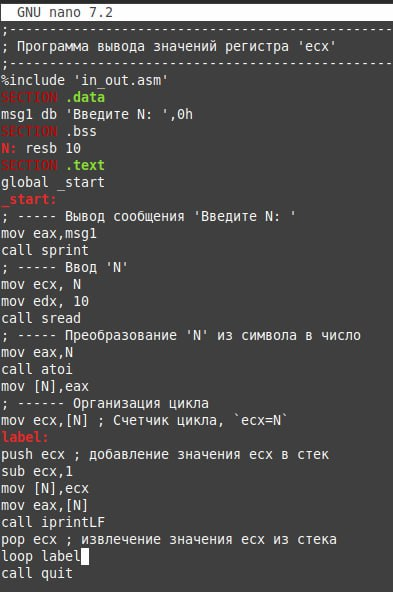 GNU nano 7.2
;-----------------------------------------------
; Программа вывода значений регистра 'ecx'
;-----------------------------------------------
%include 'in_out.asm'
SECTION .data
msg1 db 'Введите N: ',0h
SECTION .bss
N: resb 10
SECTION .text
global _start
_start:
; ----- Вывод сообщения 'Введите N: '
mov eax,msg1
call sprint
; ----- Ввод 'N'
mov ecx, N
mov edx, 10
call sread
; ----- Преобразование 'N' из символа в число
mov eax,N
call atoi
mov [N],eax
; ------ Организация цикла
mov ecx,[N] ; Счетчик цикла, `ecx=N`
label:
push ecx ; добавление значения ecx в стек
sub ecx,1
mov [N],ecx
mov eax,[N]
call iprintLF
pop ecx ; извлечение значения ecx из стека
loop label
call quit